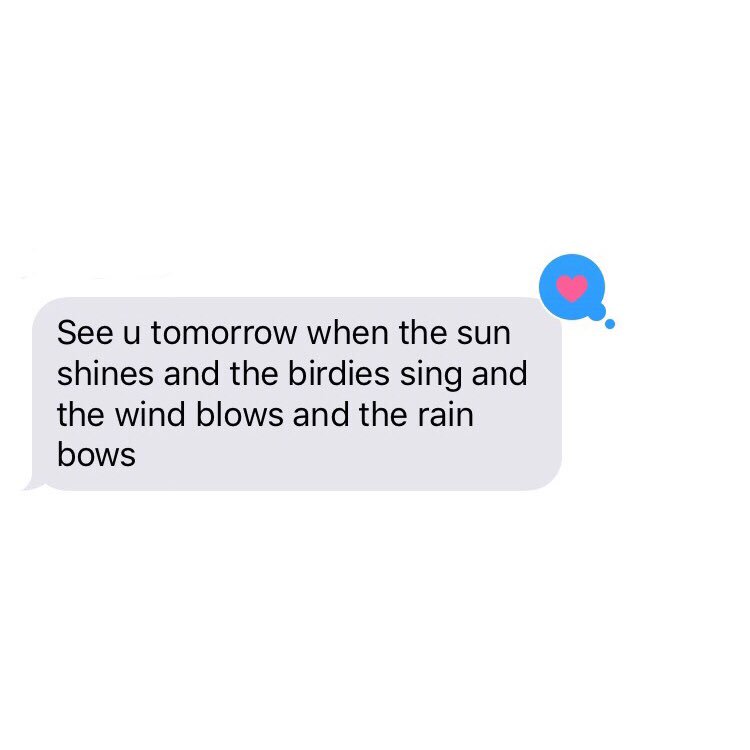 See u tomorrow when the sun
shines and the birdies sing and
the wind blows and the rain
bows